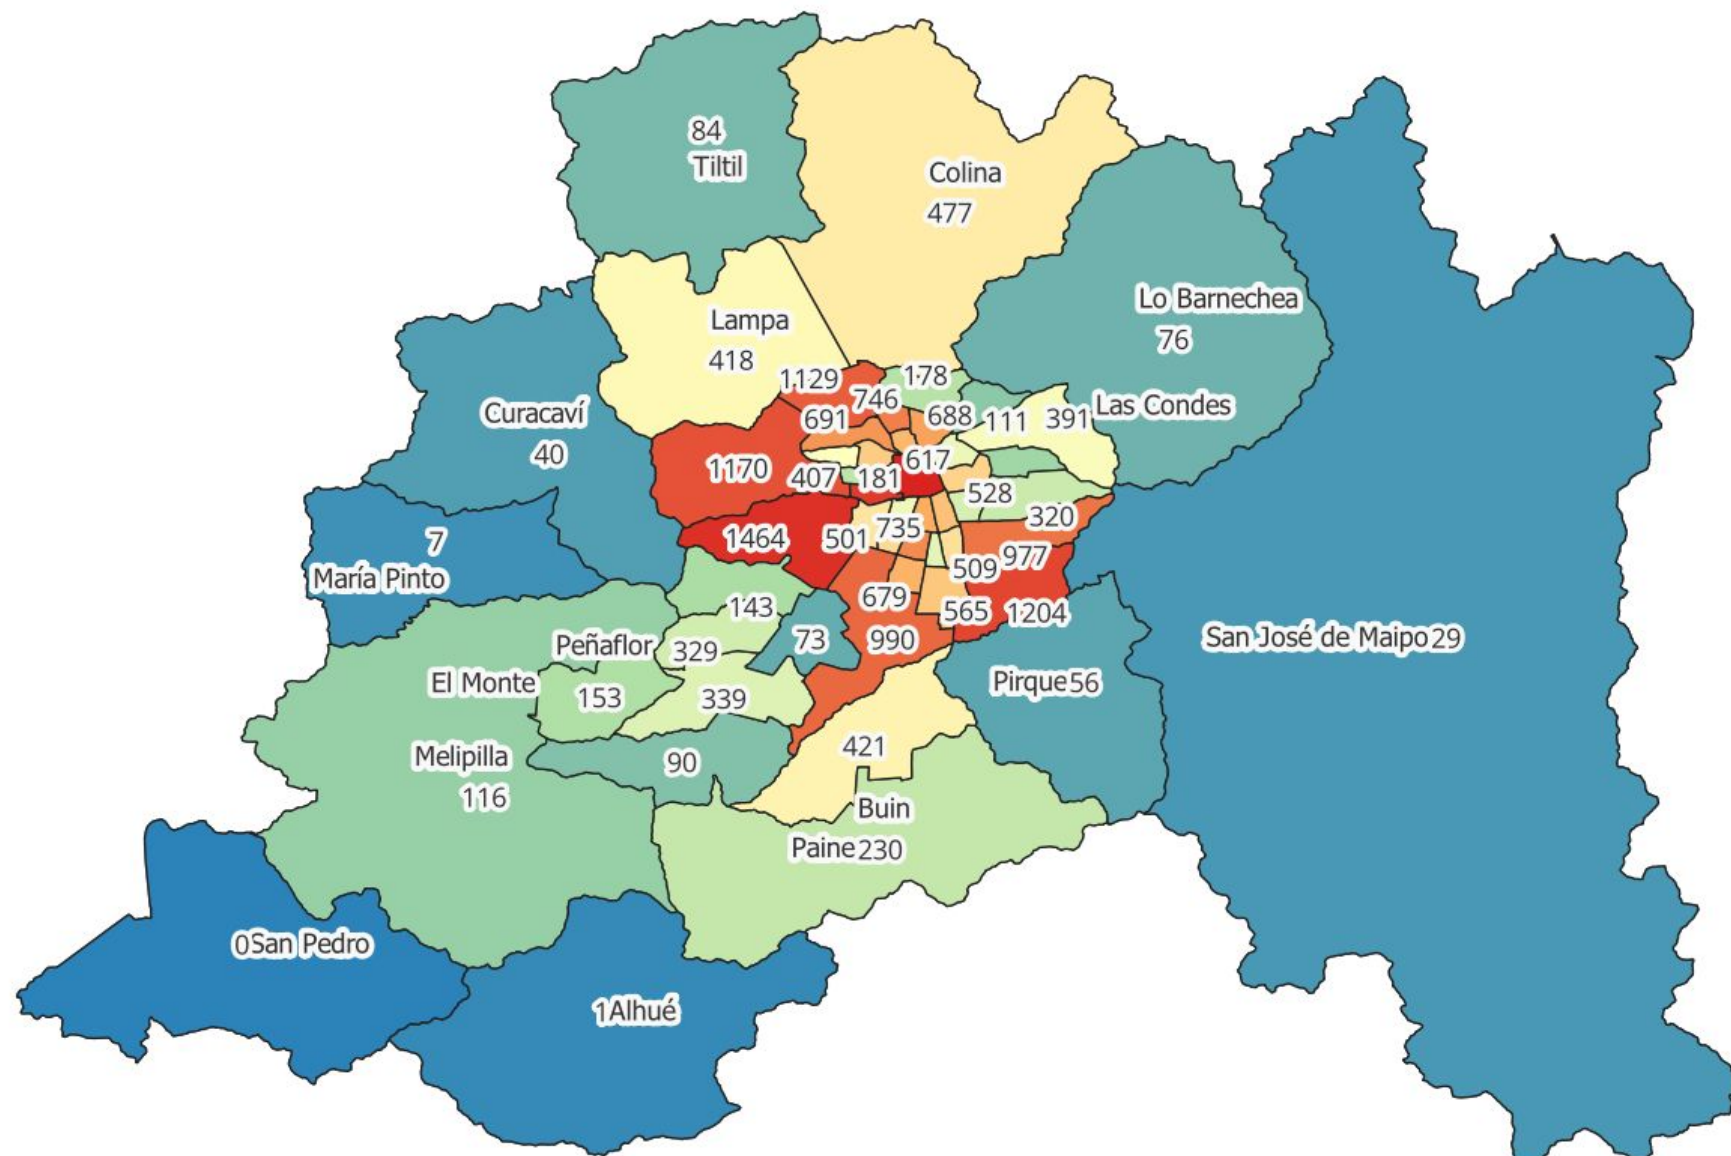 84
Tiltil
Colina
477
Lo Barnechea
76
Lampa
418
1129
178
746
691
688
111
391
Las Condes
Curacaví
40
1170
407
181
617
528
320
7
María Pinto
1464
501
735
977
509
143
679
565
1204
Peñaflor
329
73
990
San José de Maipo 29
El Monte
153
339
Pirque 56
Melipilla
116
90
421
Buin
Paine 230
0 San Pedro
1 Alhué